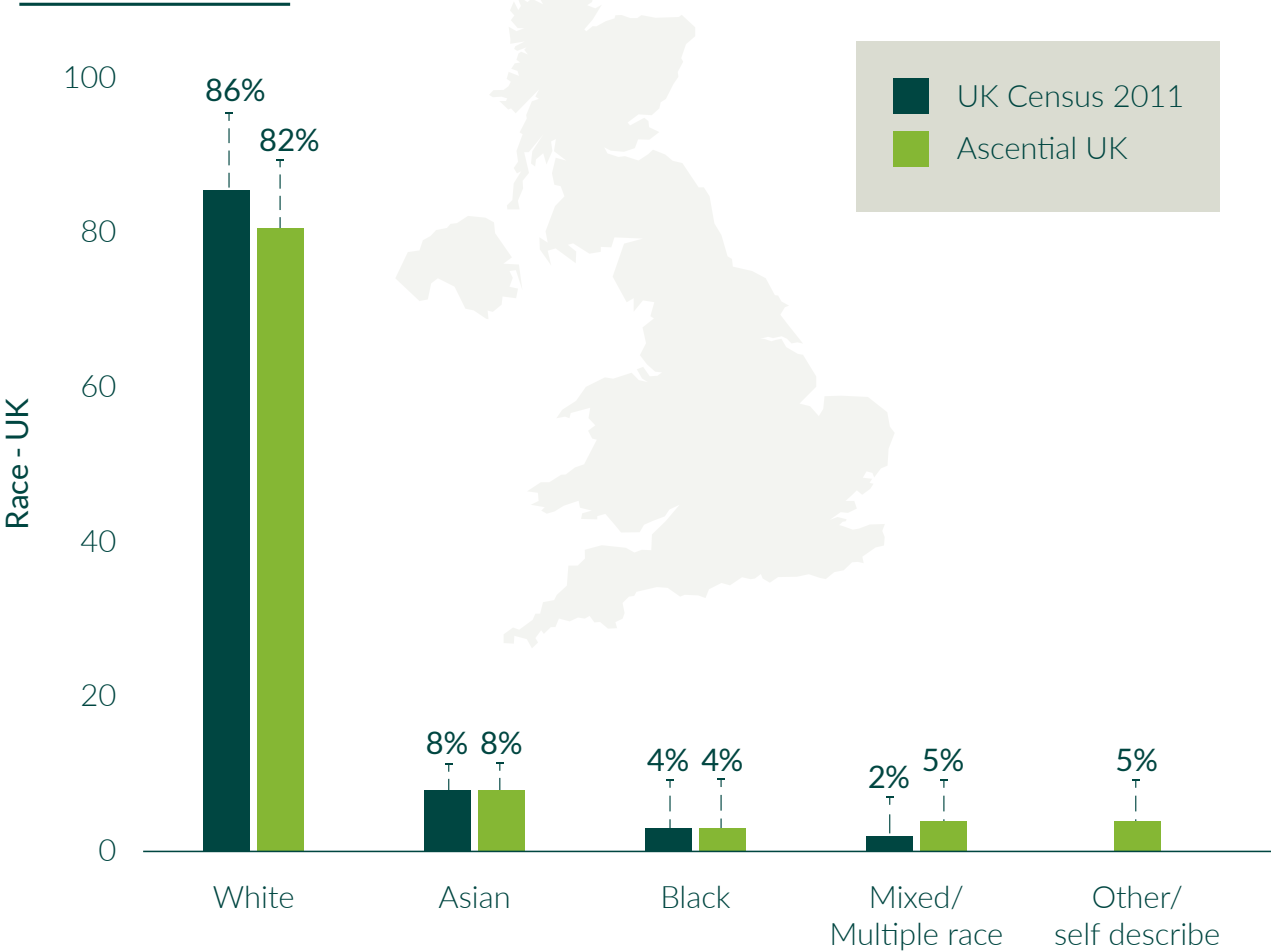 Race - UK
100
80
60
40
20
0
86%
82%
8%
8%
4%
4%
2%
5%
5%
UK Census 2011
Ascential UK
White
Asian
Black
Mixed/
Multiple race
Other/
self describe